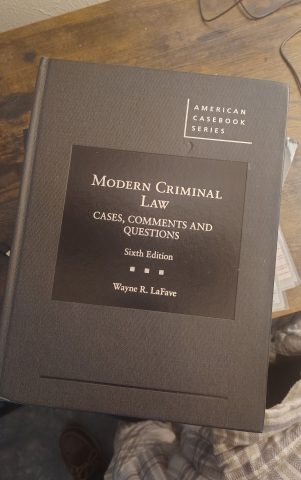 AMERICAN
CASEBOOK
SERIES
MODERN CRIMINAL
LAW
CASES, COMMENTS AND
QUESTIONS
Sixth Edition
Wayne R. LaFave